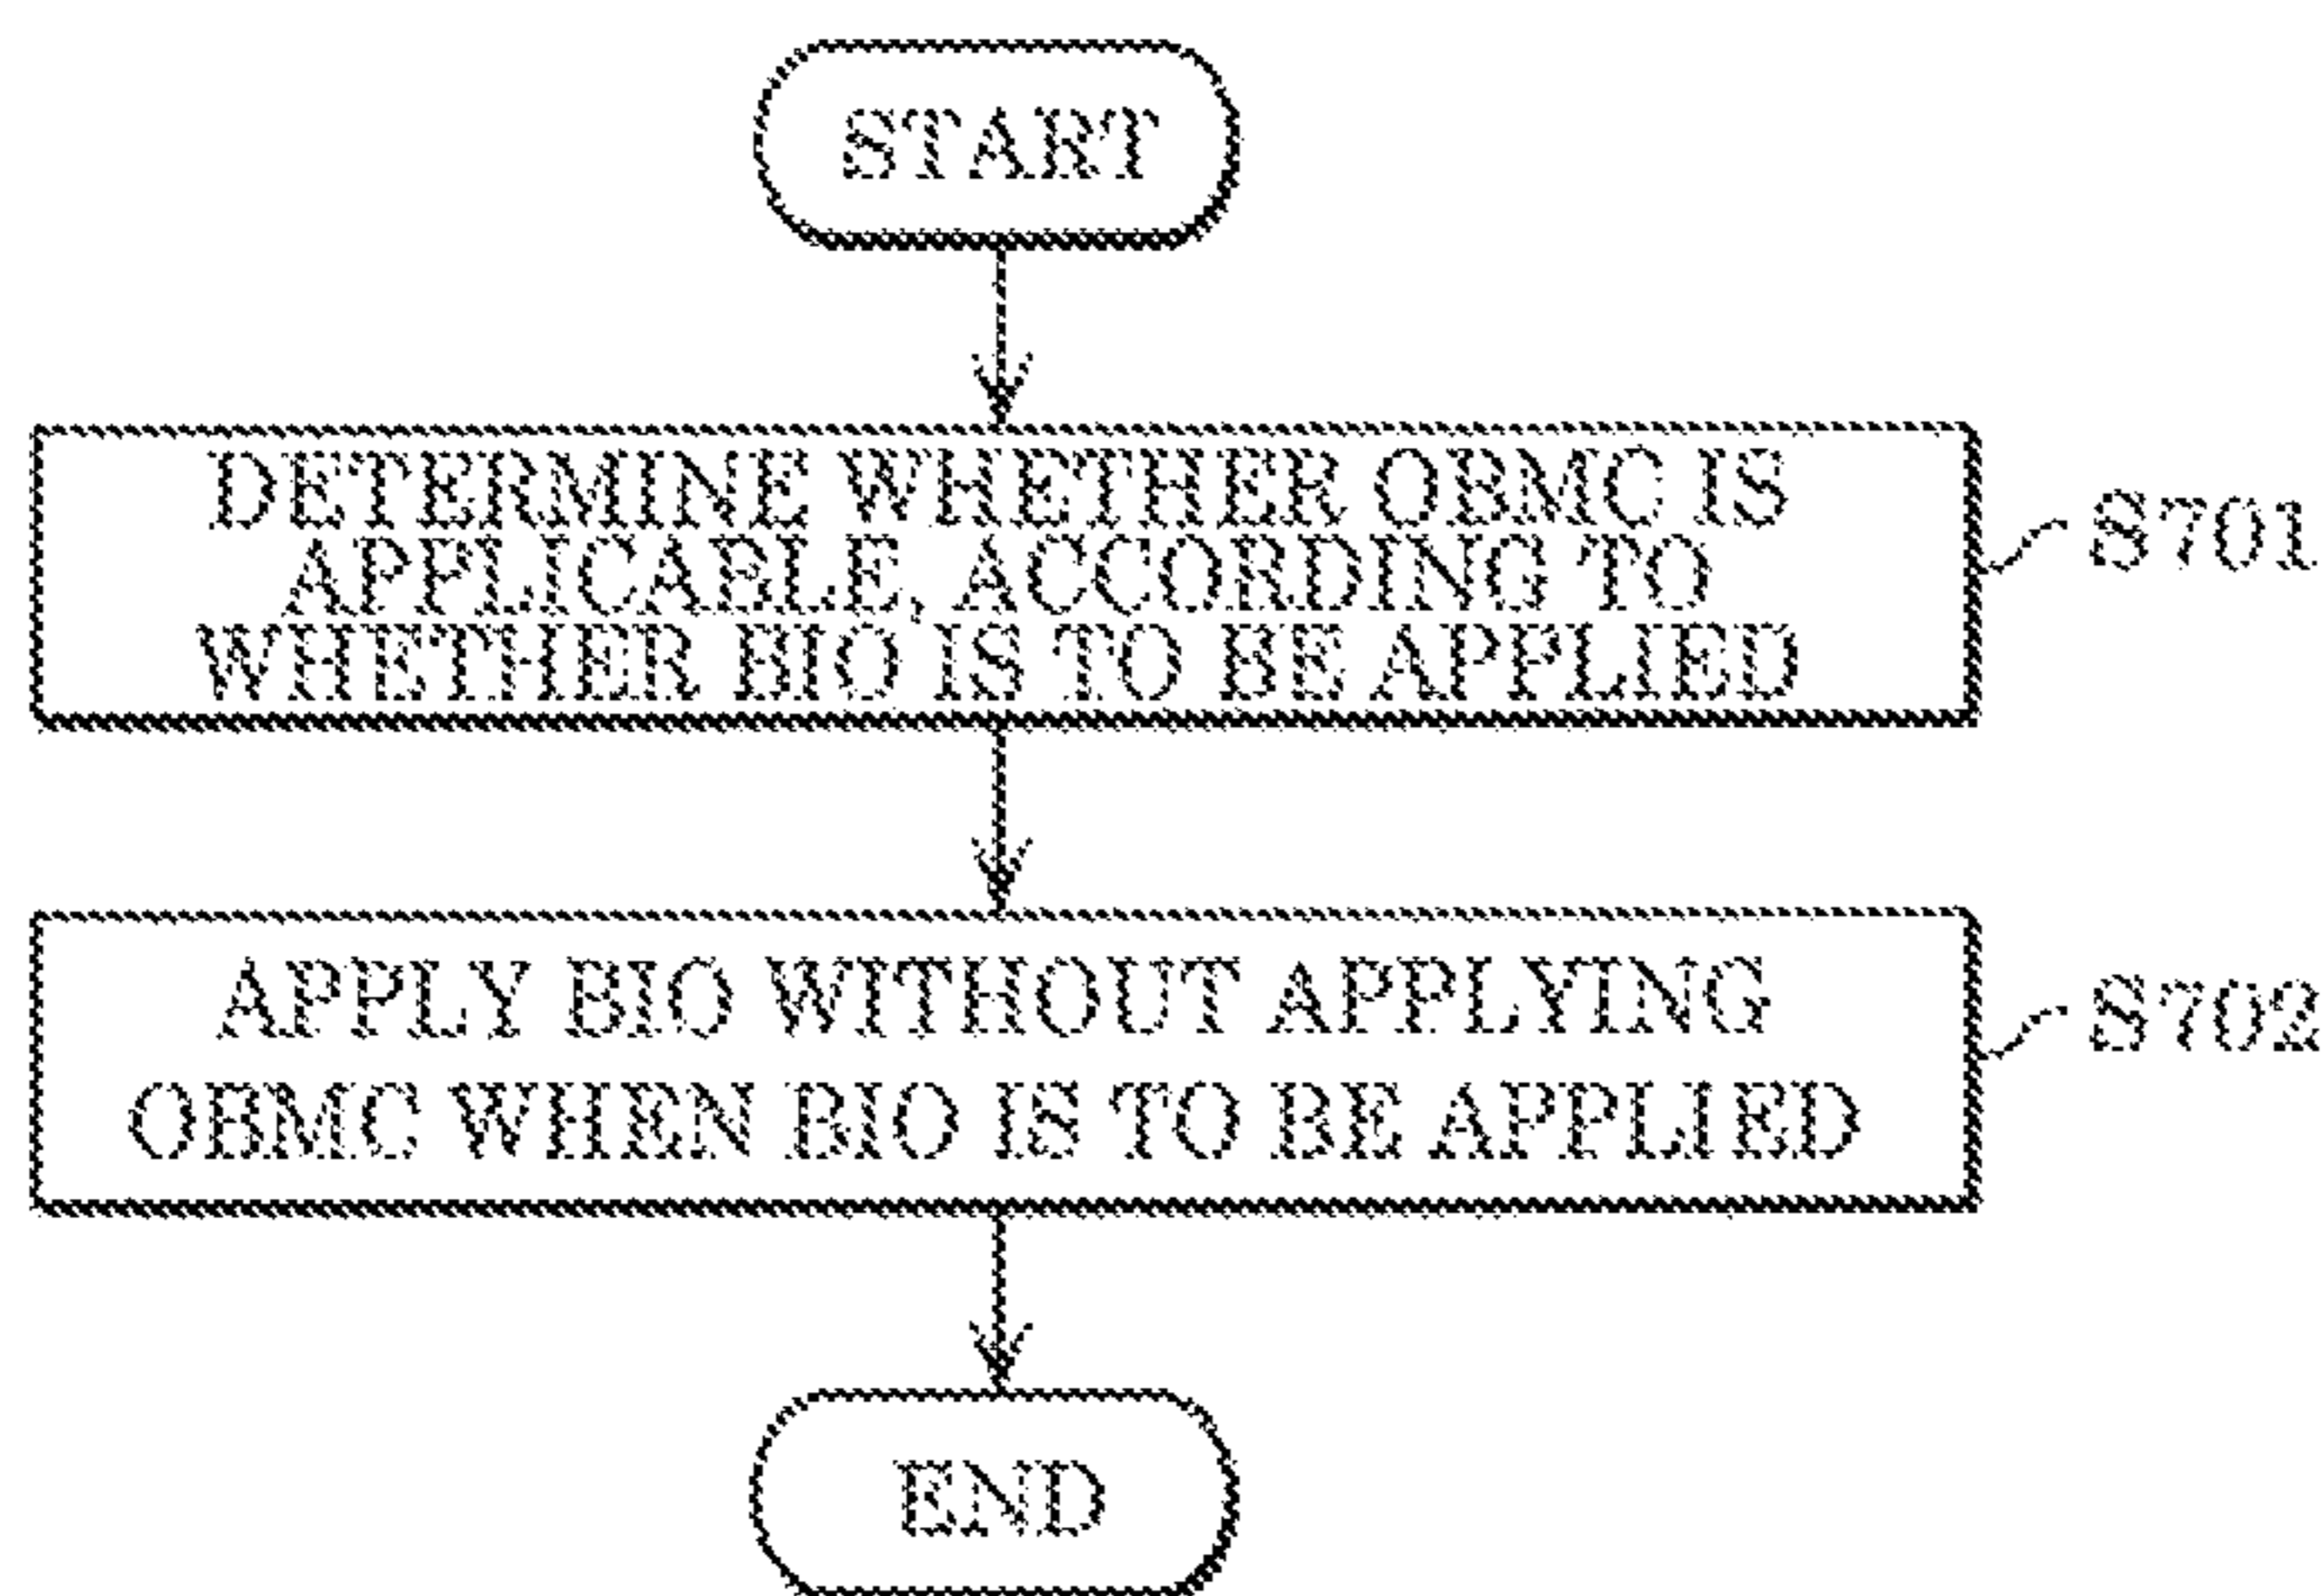 START
DETERMINE WHETHER OBMC IS
APPLICABLE, ACCORDING TO
WHETHER BIO IS TO BE APPLIED
S701
APPLY BIO WITHOUT APPLYING
OBMC WHEN BIO IS TO BE APPLIED
S702
END